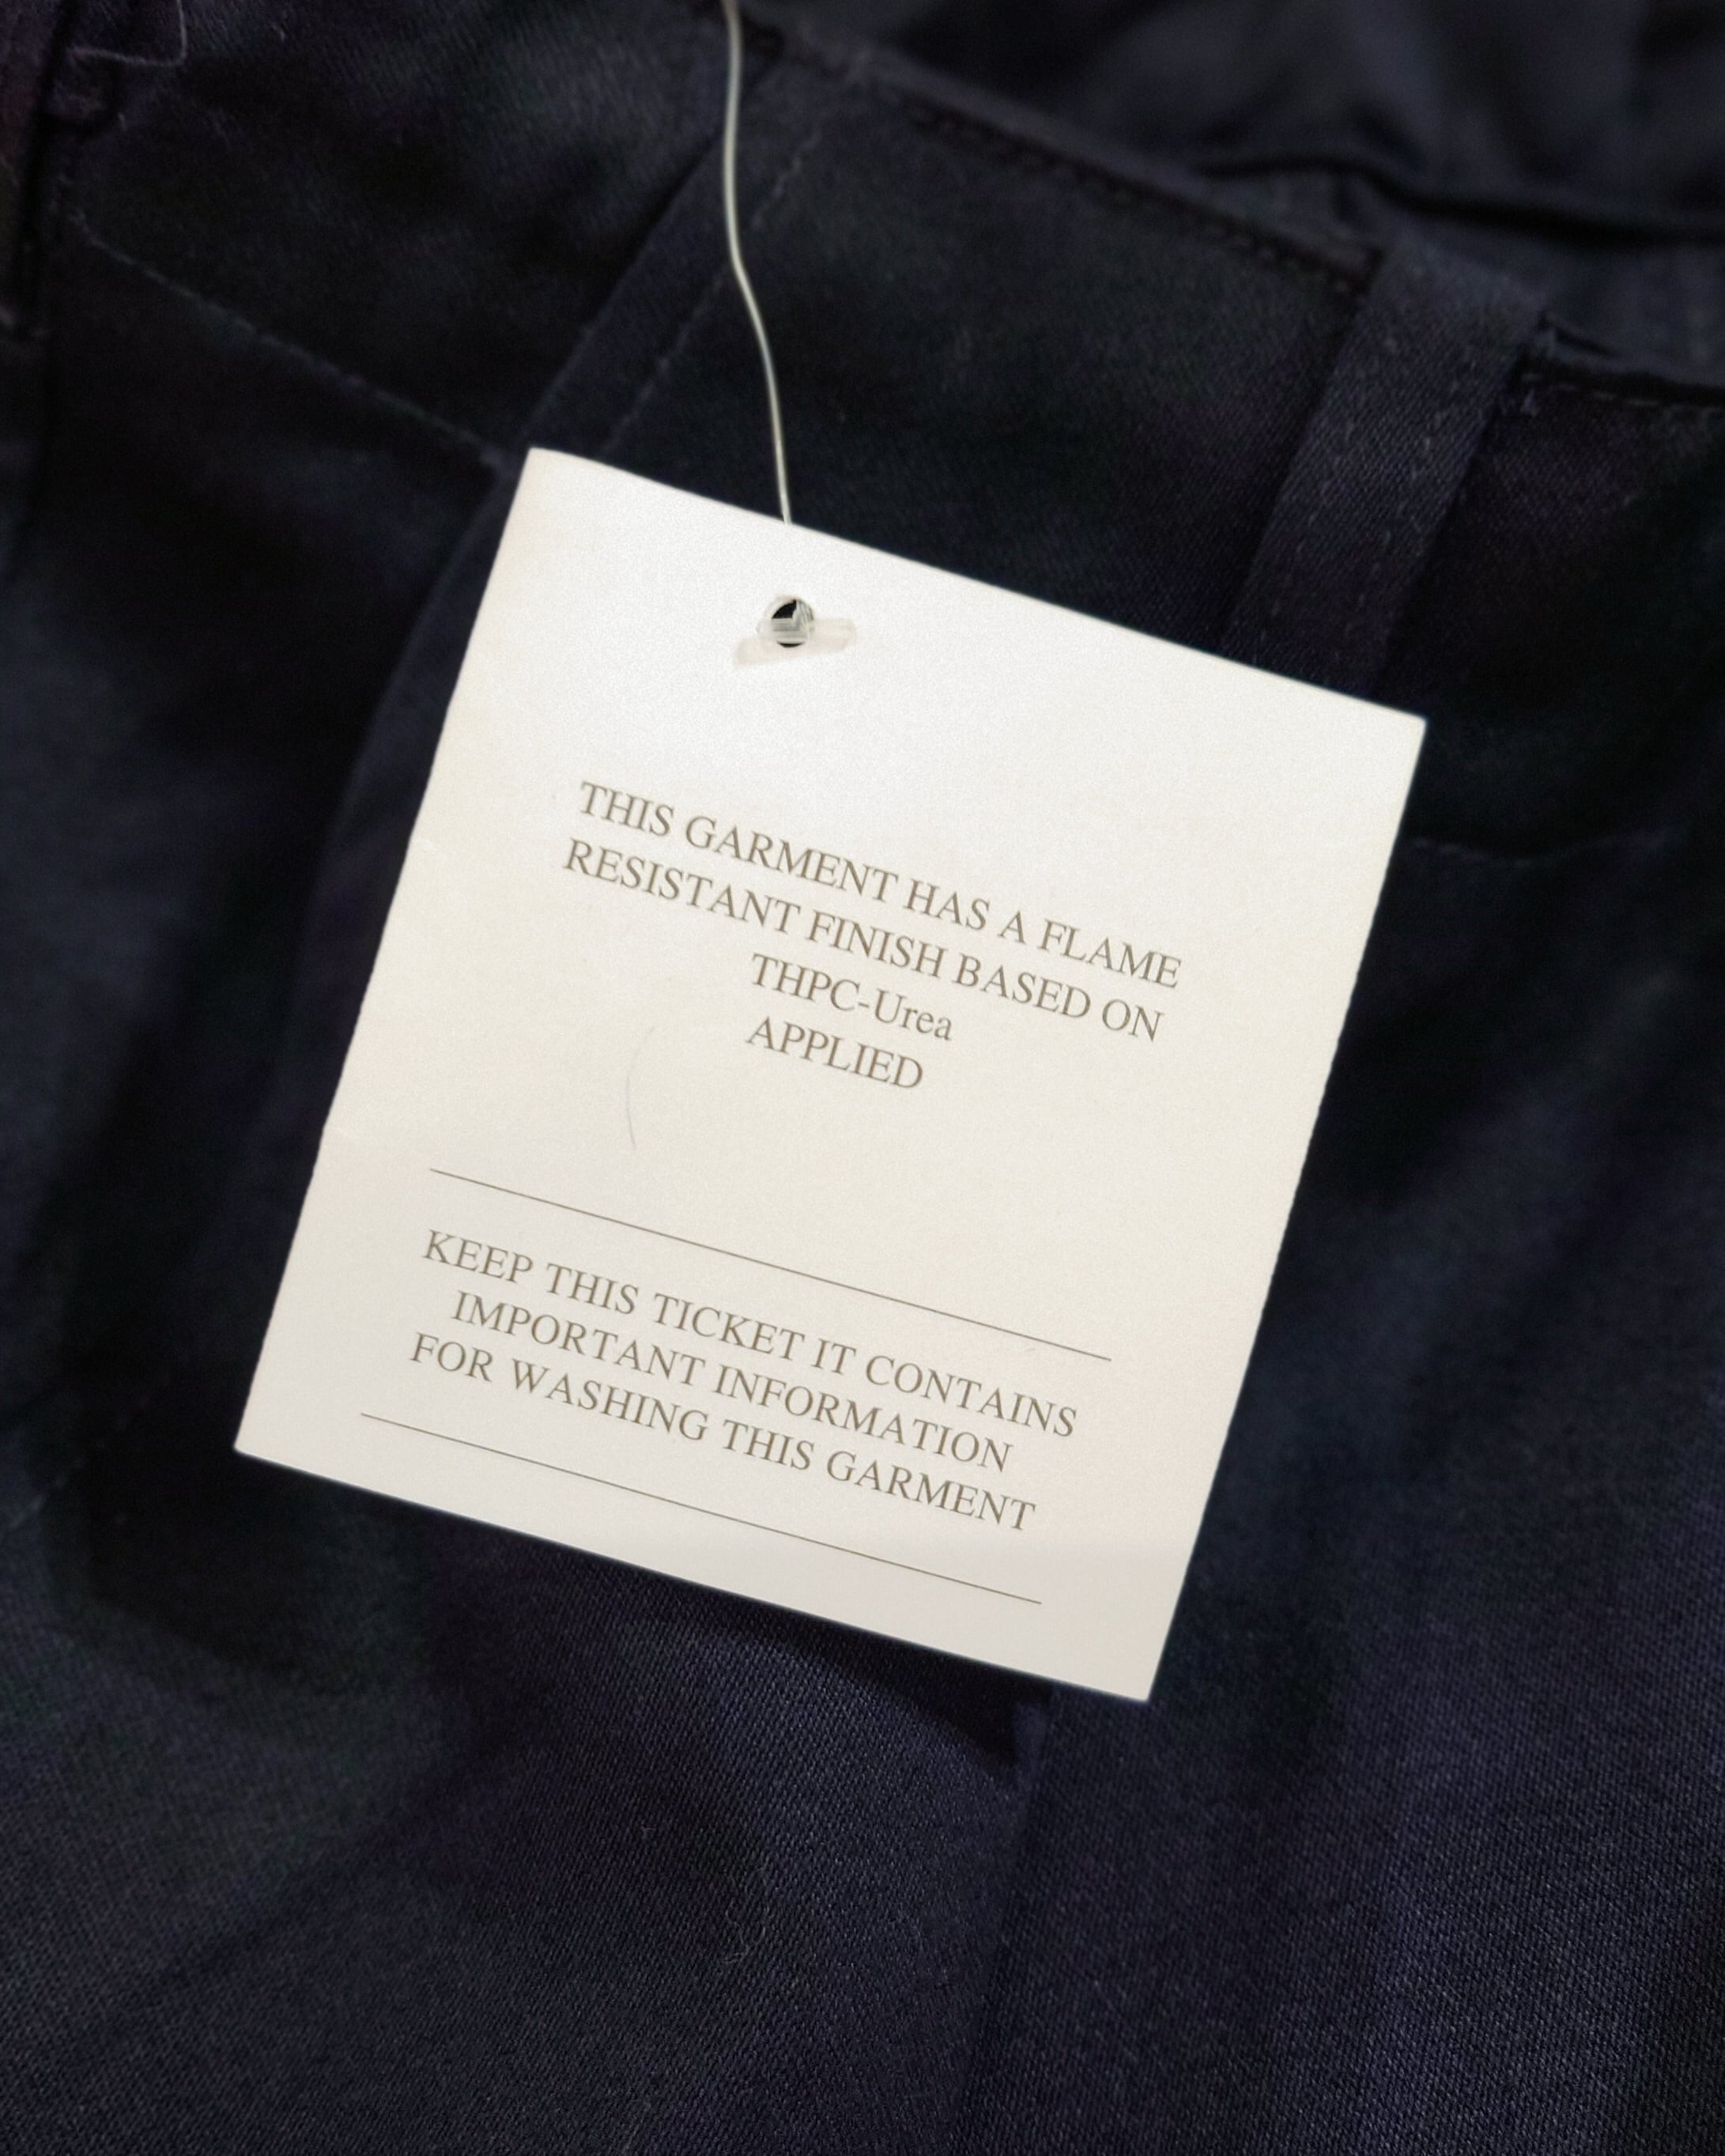 THIS GARMENT HAS A FLAME
RESISTANT FINISH BASED ON
THPC-Urea
APPLIED
KEEP THIS TICKET IT CONTAINS
IMPORTANT INFORMATION
FOR WASHING THIS GARMENT